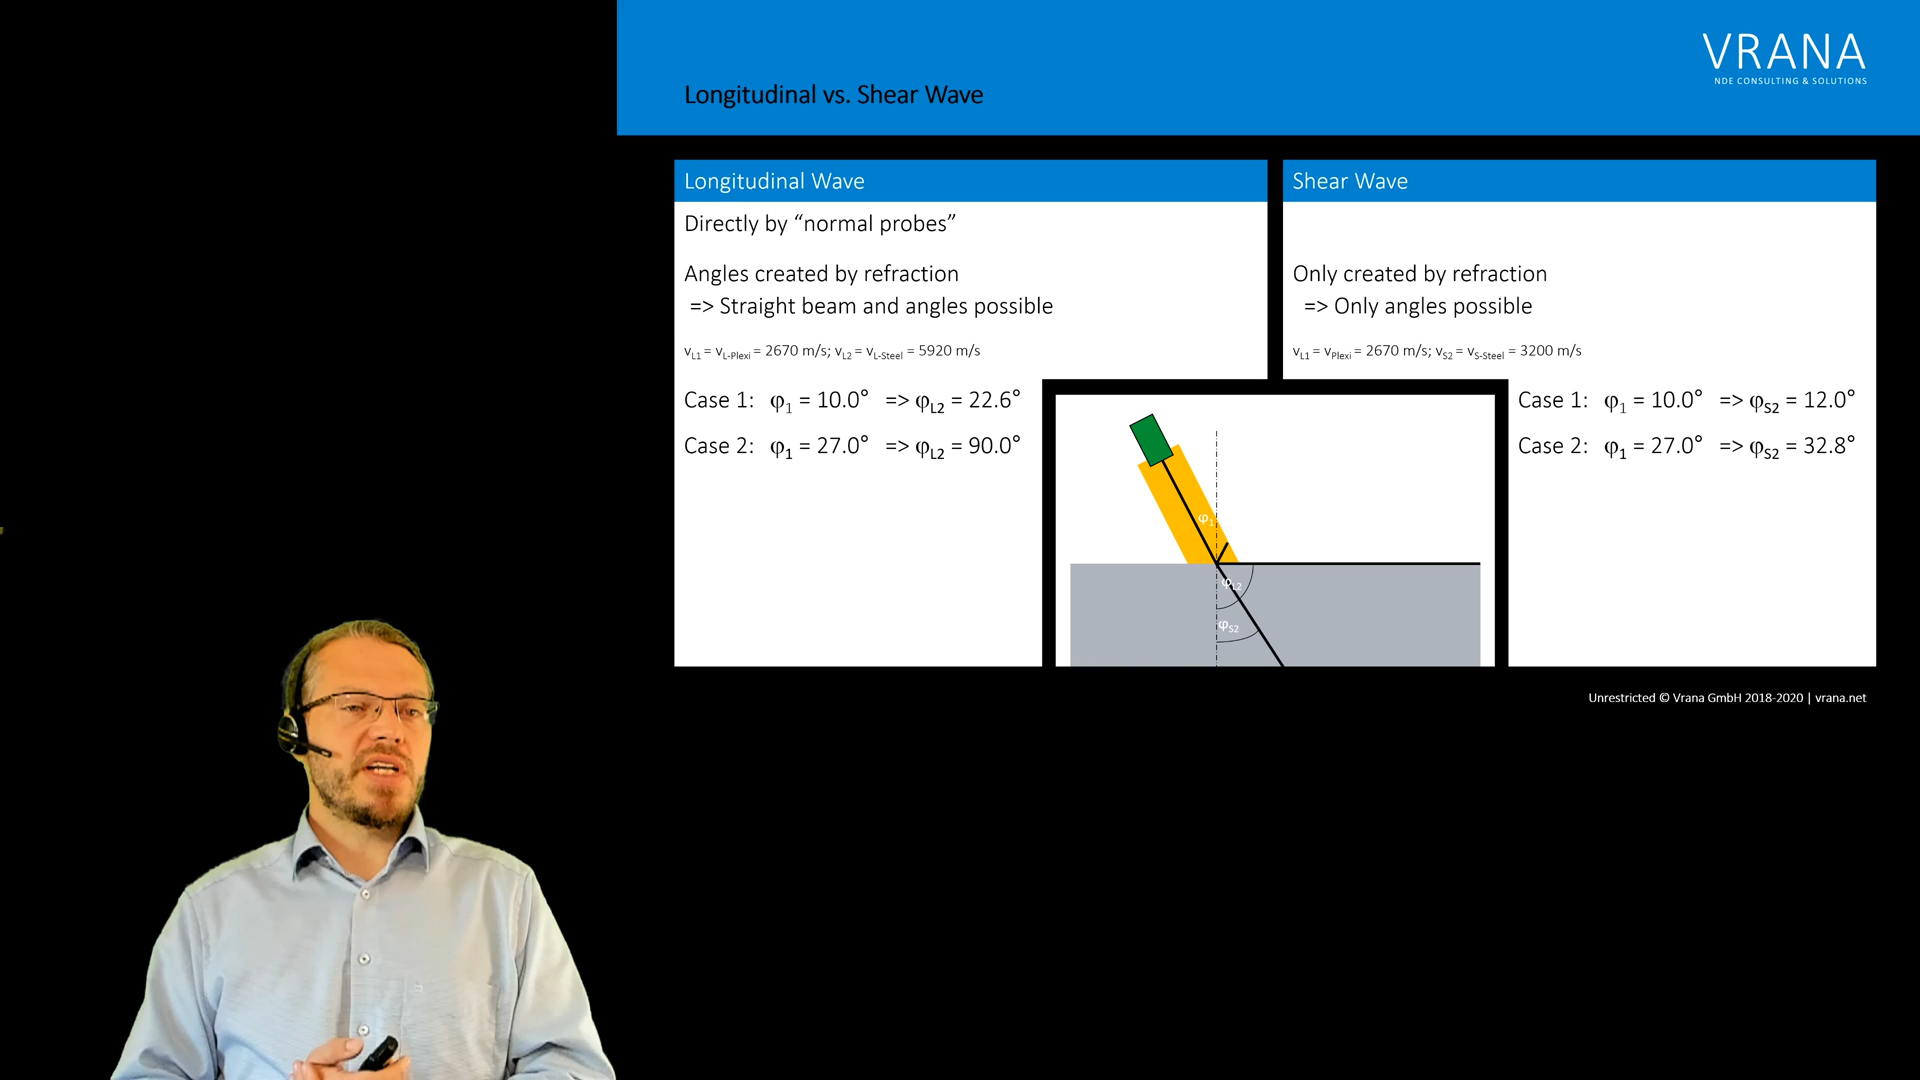 VRANA
NDE CONSULTING & SOLUTIONS
Longitudinal vs. Shear Wave
Longitudinal Wave
Directly by “normal probes”
Angles created by refraction
=> Straight beam and angles possible
vL1 = vL-Plexi = 2670 m/s; vL2 = vL-Steel = 5920 m/s
Case 1: φ1 = 10.0° => φL2 = 22.6°
Case 2: φ1 = 27.0° => φL2 = 90.0°
Shear Wave
Only created by refraction
=> Only angles possible
vL1 = vPlexi = 2670 m/s; vS2 = vS-Steel = 3200 m/s
Case 1: φ1 = 10.0° => φS2 = 12.0°
Case 2: φ1 = 27.0° => φS2 = 32.8°
φ1
φL2
φS2
Unrestricted © Vrana GmbH 2018-2020 | vrana.net